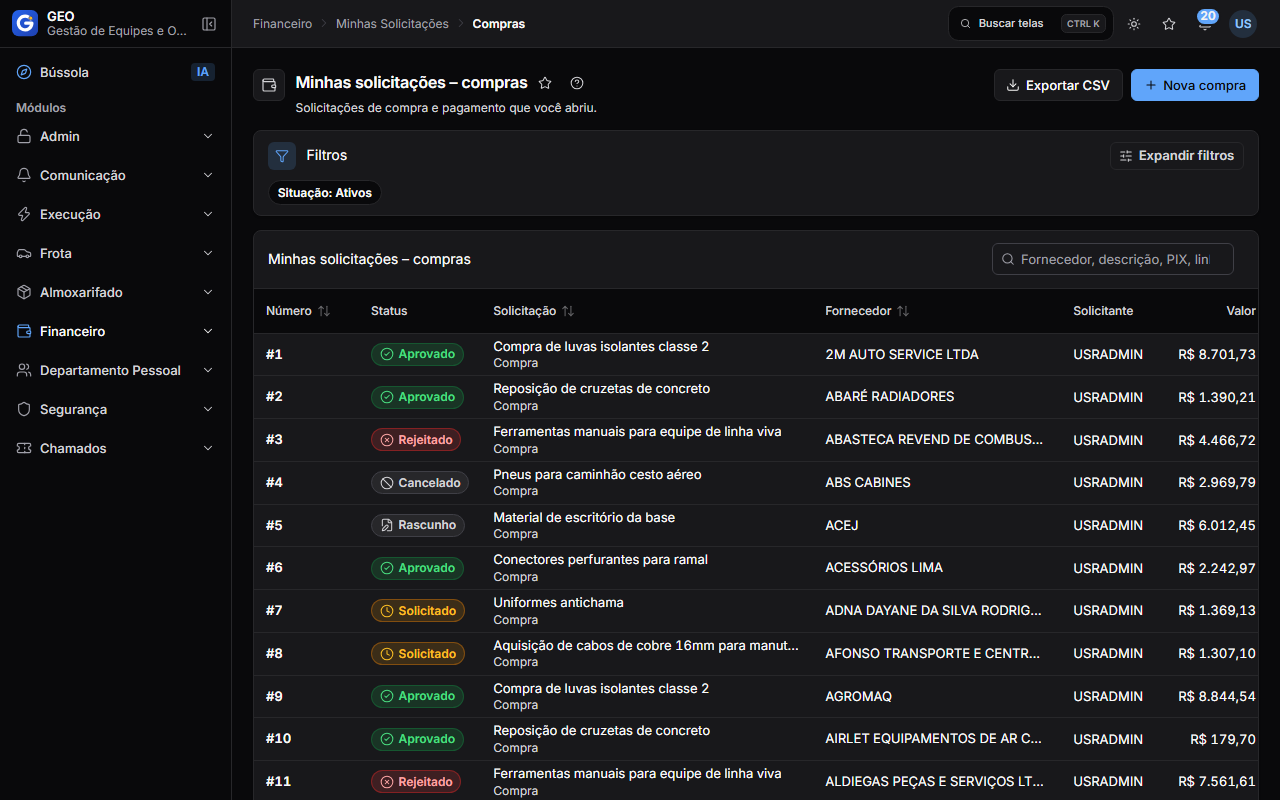 GEO
Gestão de Equipes e O...
Financeiro
Minhas Solicitações
Compras
Buscar telas
CTRL K
20
US
Bússola
IA
Módulos
Admin
Comunicação
Execução
Frota
Almoxarifado
Financeiro
Departamento Pessoal
Segurança
Chamados
Minhas solicitações – compras
Solicitações de compra e pagamento que você abriu.
Exportar CSV
Nova compra
Filtros
Expandir filtros
Situação: Ativos
Minhas solicitações – compras
Fornecedor, descrição, PIX, lin
Número Status Solicitação Fornecedor Solicitante Valor
#1 Aprovado Compra de luvas isolantes classe 2 2M AUTO SERVICE LTDA USRADMIN R$ 8.701,73
Compra
#2 Aprovado Reposição de cruzetas de concreto ABARÉ RADIADORES USRADMIN R$ 1.390,21
Compra
#3 Rejeitado Ferramentas manuais para equipe de linha viva ABASTECA REVEND DE COMBUS... USRADMIN R$ 4.466,72
Compra
#4 Cancelado Pneus para caminhão cesto aéreo ABS CABINES USRADMIN R$ 2.969,79
Compra
#5 Rascunho Material de escritório da base ACEJ USRADMIN R$ 6.012,45
Compra
#6 Aprovado Conectores perfurantes para ramal ACESSÓRIOS LIMA USRADMIN R$ 2.242,97
Compra
#7 Solicitado Uniformes antichama ADNA DAYANE DA SILVA RODRIG... USRADMIN R$ 1.369,13
Compra
#8 Solicitado Aquisição de cabos de cobre 16mm para manut... AFONSO TRANSPORTE E CENTR... USRADMIN R$ 1.307,10
Compra
#9 Aprovado Compra de luvas isolantes classe 2 AGROMAQ USRADMIN R$ 8.844,54
Compra
#10 Aprovado Reposição de cruzetas de concreto AIRLET EQUIPAMENTOS DE AR C... USRADMIN R$ 179,70
Compra
#11 Rejeitado Ferramentas manuais para equipe de linha viva ALDIEGAS PEÇAS E SERVIÇOS LT... USRADMIN R$ 7.561,61
Compra